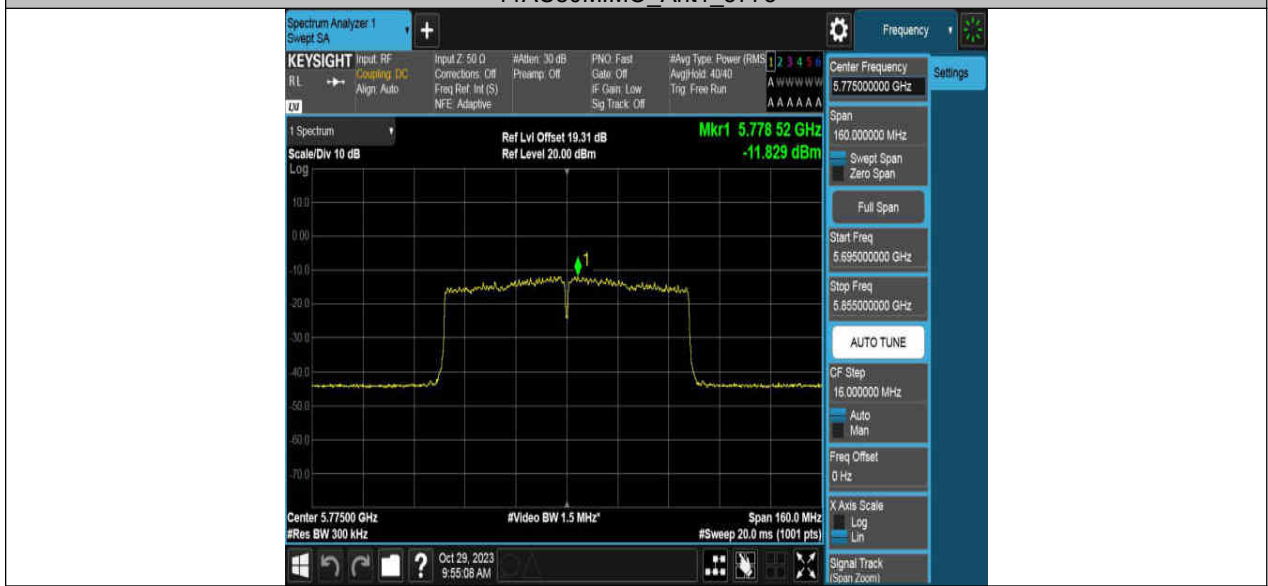 Spectrum Analyzer 1
Swept SA
+
Frequency
KEYSIGHT
RL
Input: RF
Coupling: DC
Align: Auto
Input Z: 50 Ω
Corrections: Off
Freq Ref: Int (S)
NFE: Adaptive
#Atten: 30 dB
Preamp: Off
PNO: Fast
Gate: Off
IF Gain: Low
Sig Track: Off
#Avg Type: Power (RMS
Avg|Hold: 40/40
Trig: Free Run
1 2 3 4 5 6
A W W W W W
A A A A A A
Center Frequency
5.775000000 GHz
Settings
1 Spectrum
Scale/Div 10 dB
Log
Ref Lvl Offset 19.31 dB
Ref Level 20.00 dBm
Mkr1 5.778 52 GHz
-11.829 dBm
10.0
0.00
-10.0
-20.0
-30.0
-40.0
-50.0
-60.0
-70.0
1
Center 5.77500 GHz
#Res BW 300 kHz
#Video BW 1.5 MHz*
Span 160.0 MHz
#Sweep 20.0 ms (1001 pts)
Span
160.000000 MHz
Swept Span
Zero Span
Full Span
Start Freq
5.695000000 GHz
Stop Freq
5.855000000 GHz
AUTO TUNE
CF Step
16.000000 MHz
Auto
Man
Freq Offset
0 Hz
X Axis Scale
Log
Lin
Signal Track
(Span Zoom)
?
Oct 29, 2023
9:55:08 AM